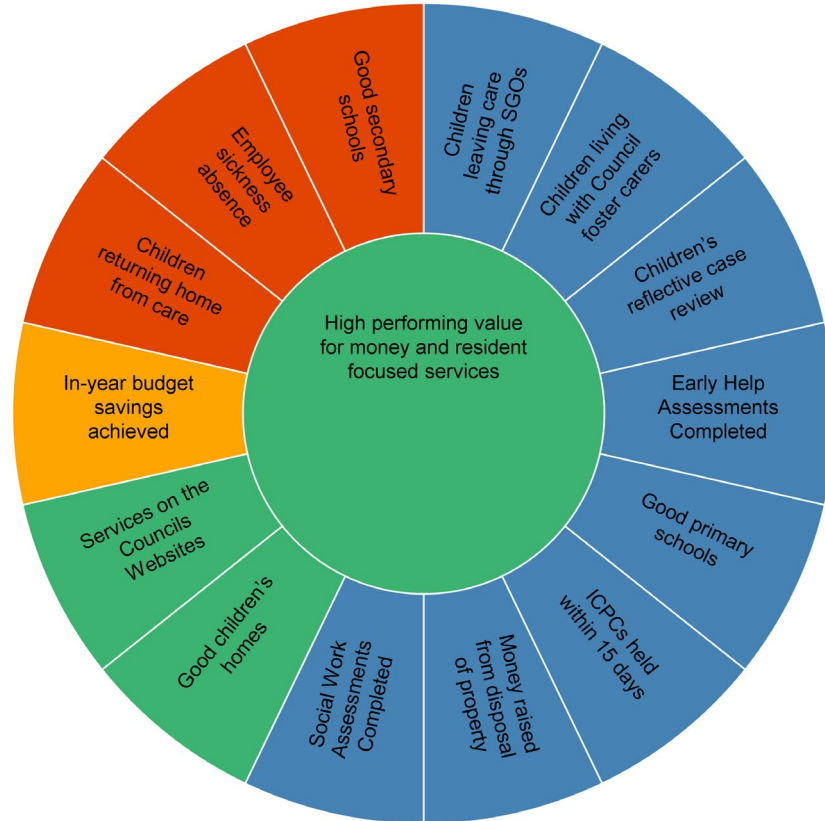 High performing value
for money and resident
focused services
Children
leaving care
through SGOs
Children living
with Council
foster carers
Children's
reflective case
review
Early Help
Assessments
Completed
Good primary
schools
ICPCs held
within 15 days
Money raised
from disposal
of property
Social Work
Assessments
Completed
Good children's
homes
Services on the
Councils
Websites
In-year budget
savings
achieved
Children
returning home
from care
Employee
sickness
absence
Good secondary
schools